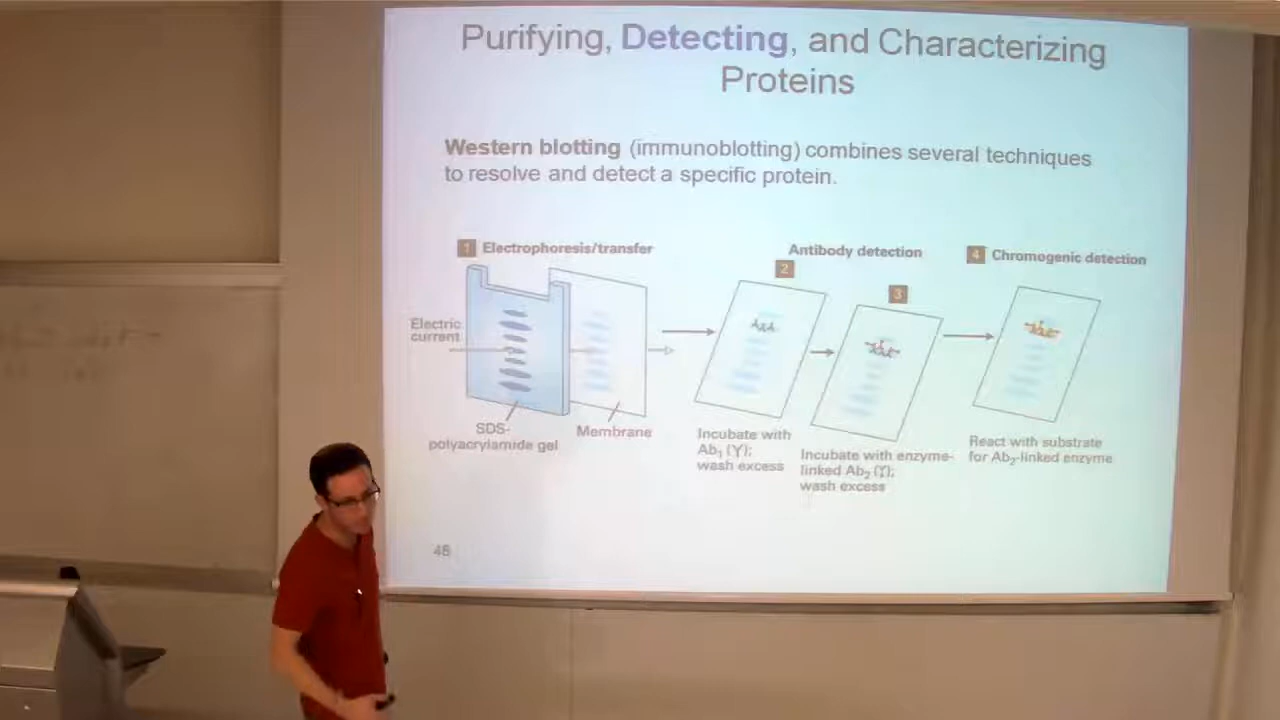 Purifying, Detecting, and Characterizing
Proteins
Western blotting (immunoblotting) combines several techniques
to resolve and detect a specific protein.
1 Electrophoresis/transfer
Electric
current
SDS-
polyacrylamide gel
Membrane
Antibody detection
2
Incubate with
Ab₁ (Y);
wash excess
3
Incubate with enzyme-
linked Ab₂ (Y);
wash excess
4 Chromogenic detection
React with substrate
for Ab₂-linked enzyme